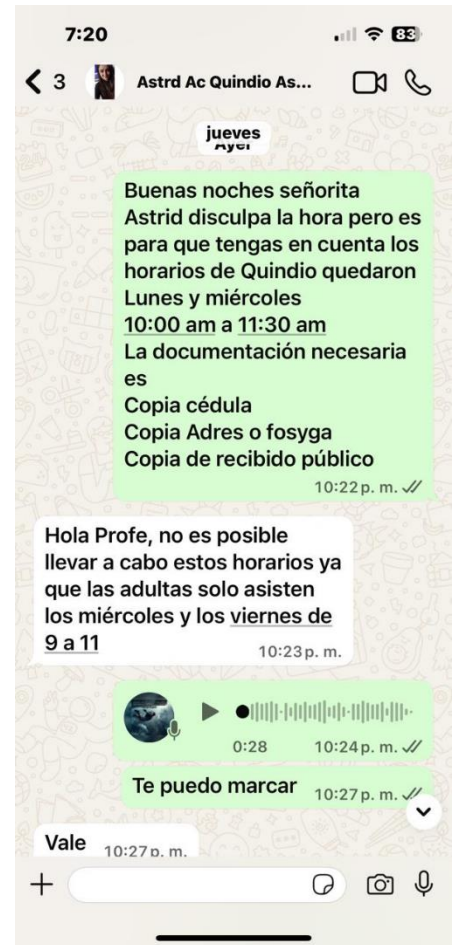 7:20
83
3
Astrd Ac Quindio As...
jueves
Ayer
Buenas noches señorita
Astrid disculpa la hora pero es
para que tengas en cuenta los
horarios de Quindio quedaron
Lunes y miércoles
10:00 am a 11:30 am
La documentación necesaria
es
Copia cédula
Copia Adres o fosyga
Copia de recibido público
10:22 p. m.
Hola Profe, no es posible
llevar a cabo estos horarios ya
que las adultas solo asisten
los miércoles y los viernes de
9 a 11
10:23 p. m.
0:28
10:24 p. m.
Te puedo marcar
10:27 p. m.
Vale
10:27 p. m.